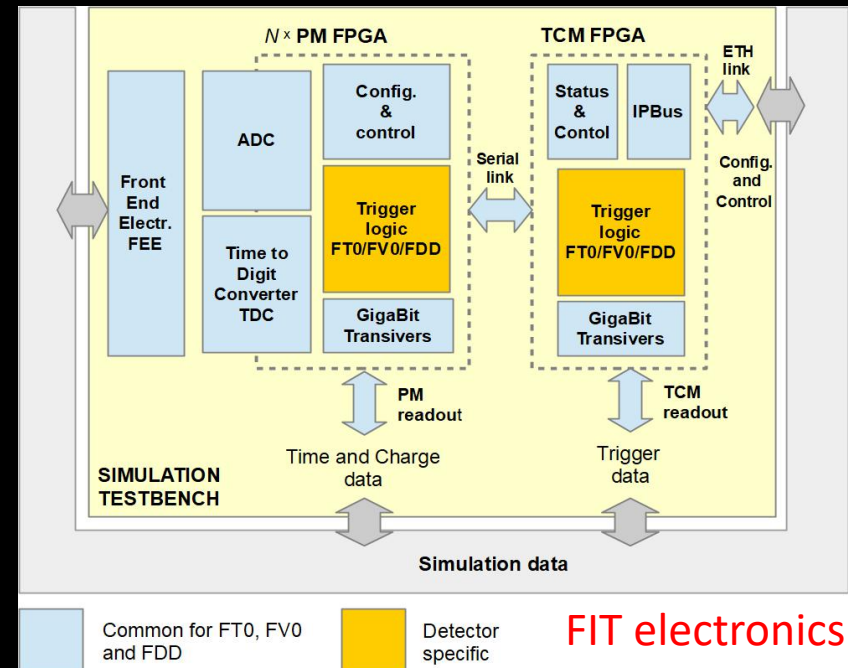 N x PM FPGA
TCM FPGA
ETH
link
Front
End
Electr.
FEE
ADC
Time to
Digit
Converter
TDC
Config.
&
control
Trigger
logic
FT0/FV0/FDD
GigaBit
Transivers
Serial
link
Status
&
Contol
IPBus
Trigger
logic
FT0/FV0/FDD
GigaBit
Transivers
Config.
and
Control
PM
readout
TCM
readout
Time and Charge
data
Trigger
data
SIMULATION
TESTBENCH
Simulation data
Common for FT0, FV0
and FDD
Detector
specific
FIT electronics